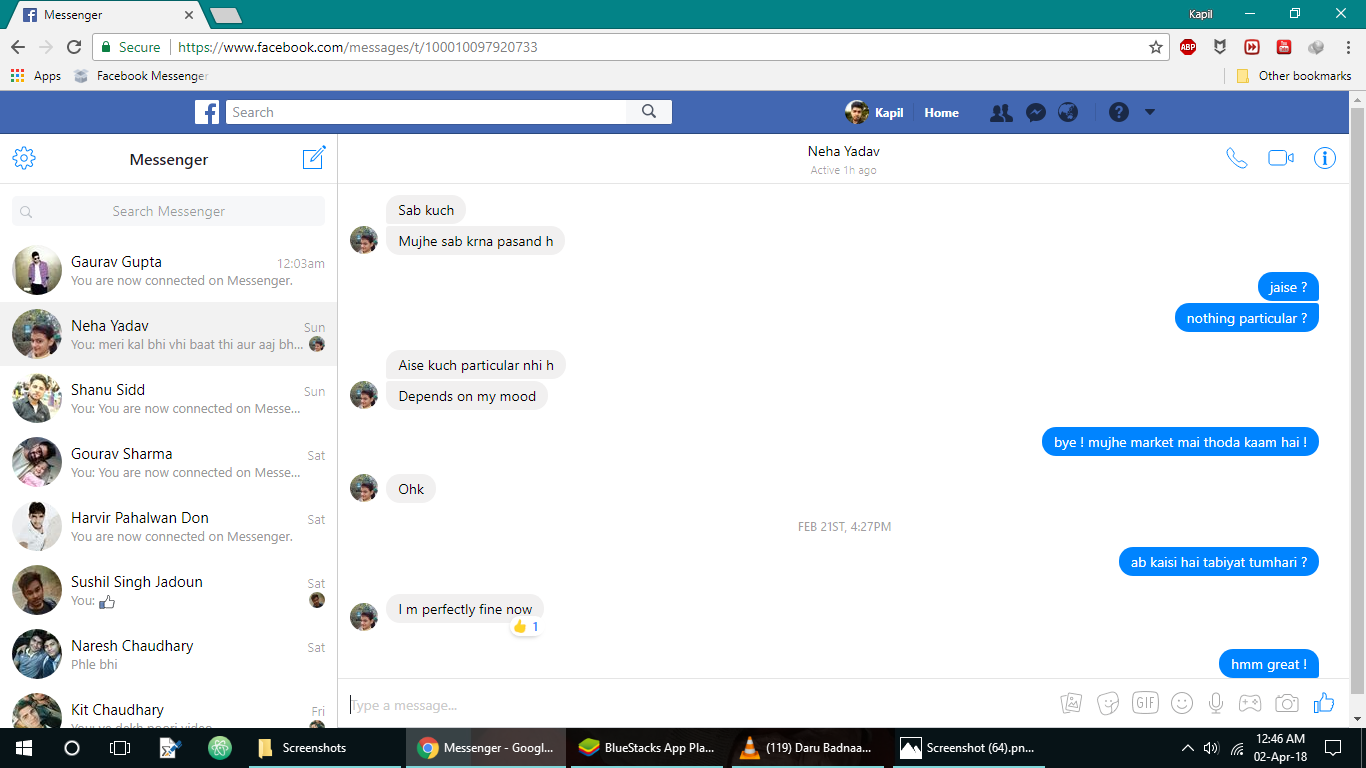 Messenger
Kapil
Secure
https://www.facebook.com/messages/t/100010097920733
ABP
You
Apps
Facebook Messenger
Other bookmarks
f
Search
Kapil
Home
?
Messenger
Search Messenger
Gaurav Gupta
12:03am
You are now connected on Messenger.
Neha Yadav
Sun
You: meri kal bhi vhi baat thi aur aaj bh...
Shanu Sidd
Sun
You: You are now connected on Messe...
Gourav Sharma
Sat
You: You are now connected on Messe...
Harvir Pahalwan Don
Sat
You are now connected on Messenger.
Sushil Singh Jadoun
Sat
You:
Naresh Chaudhary
Sat
Phle bhi
Kit Chaudhary
Fri
Neha Yadav
Active 1h ago
Sab kuch
Mujhe sab krna pasand h
jaise ?
nothing particular ?
Aise kuch particular nhi h
Depends on my mood
bye ! mujhe market mai thoda kaam hai !
Ohk
FEB 21ST, 4:27PM
ab kaisi hai tabiyat tumhari ?
I m perfectly fine now
1
hmm great !
Type a message...
GIF
Screenshots
Messenger - Googl...
BlueStacks App Pla...
(119) Daru Badnaa...
Screenshot (64).pn...
12:46 AM
02-Apr-18